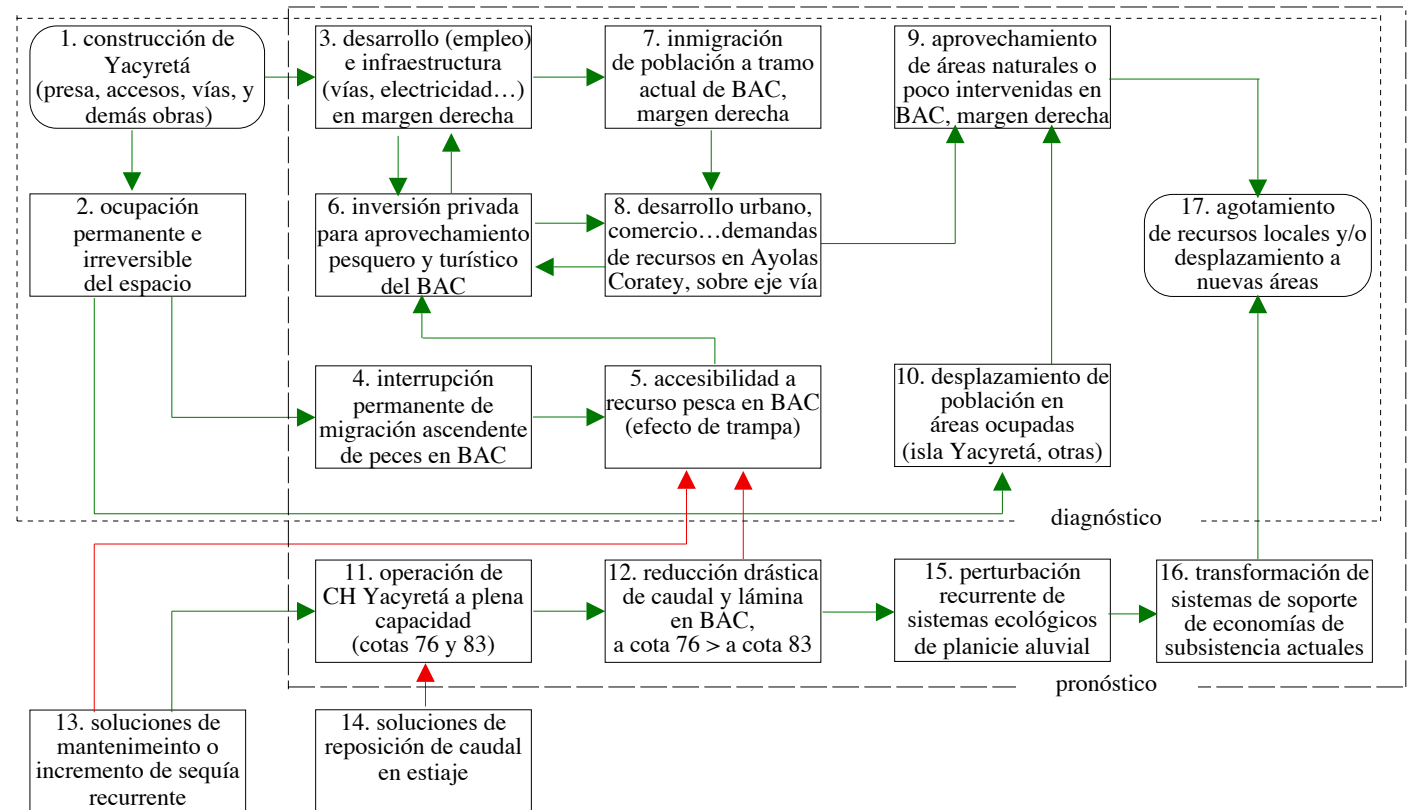 1. construcción de
Yacyretá
(presa, accesos, vías, y
demás obras)
3. desarrollo (empleo)
e infraestructura
(vías, electricidad…)
en margen derecha
7. inmigración
de población a tramo
actual de BAC,
margen derecha
9. aprovechamiento
de áreas naturales o
poco intervenidas en
BAC, margen derecha
2. ocupación
permanente e
irreversible
del espacio
6. inversión privada
para aprovechamiento
pesquero y turístico
del BAC
8. desarrollo urbano,
comercio…demandas
de recursos en Ayolas
Coratey, sobre eje vía
17. agotamiento
de recursos locales y/o
desplazamiento a
nuevas áreas
4. interrupción
permanente de
migración ascendente
de peces en BAC
5. accesibilidad a
recurso pesca en BAC
(efecto de trampa)
10. desplazamiento de
población en
áreas ocupadas
(isla Yacyretá, otras)
diagnóstico
11. operación de
CH Yacyretá a plena
capacidad
(cotas 76 y 83)
12. reducción drástica
de caudal y lámina
en BAC,
a cota 76 > a cota 83
15. perturbación
recurrente de
sistemas ecológicos
de planicie aluvial
16. transformación de
sistemas de soporte
de economías de
subsistencia actuales
pronóstico
13. soluciones de
mantenimeinto o
incremento de sequía
recurrente
14. soluciones de
reposición de caudal
en estiaje